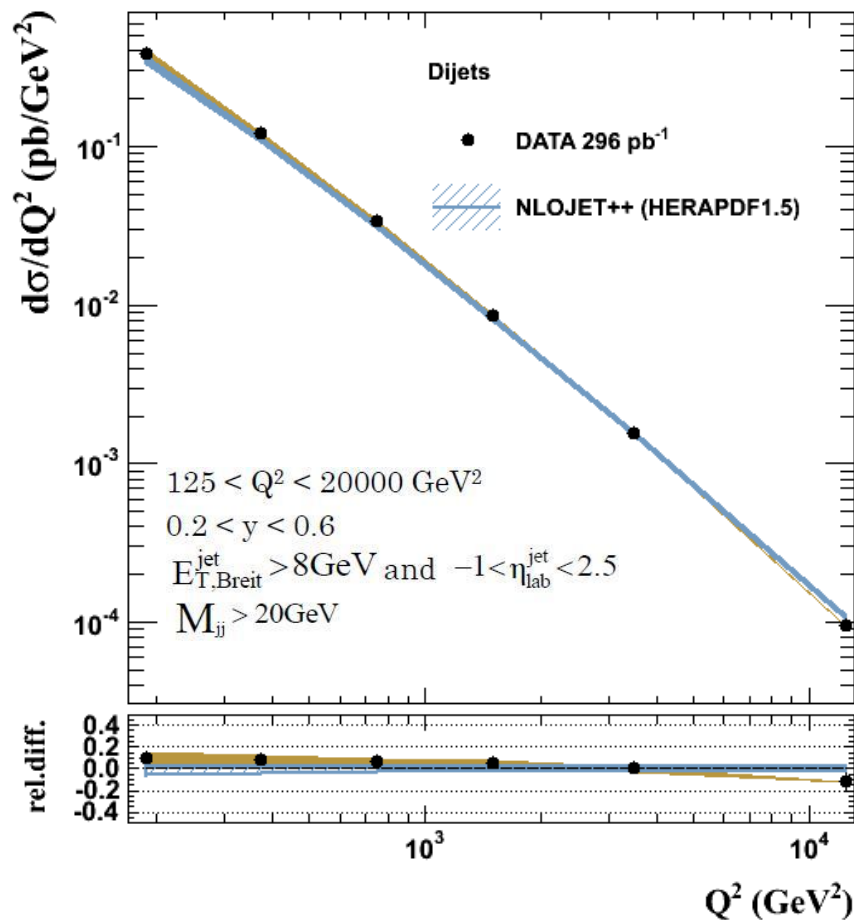 dσ/dQ² (pb/GeV²)
10⁻¹
10⁻²
10⁻³
10⁻⁴
Dijets
DATA 296 pb⁻¹
NLOJET++ (HERAPDF1.5)
125 < Q² < 20000 GeV²
0.2 < y < 0.6
E^jet_T,Breit > 8GeV and −1<η^jet_lab<2.5
M_jj > 20GeV
rel.diff.
0.4
0.2
0.0
-0.2
-0.4
10³
10⁴
Q² (GeV²)